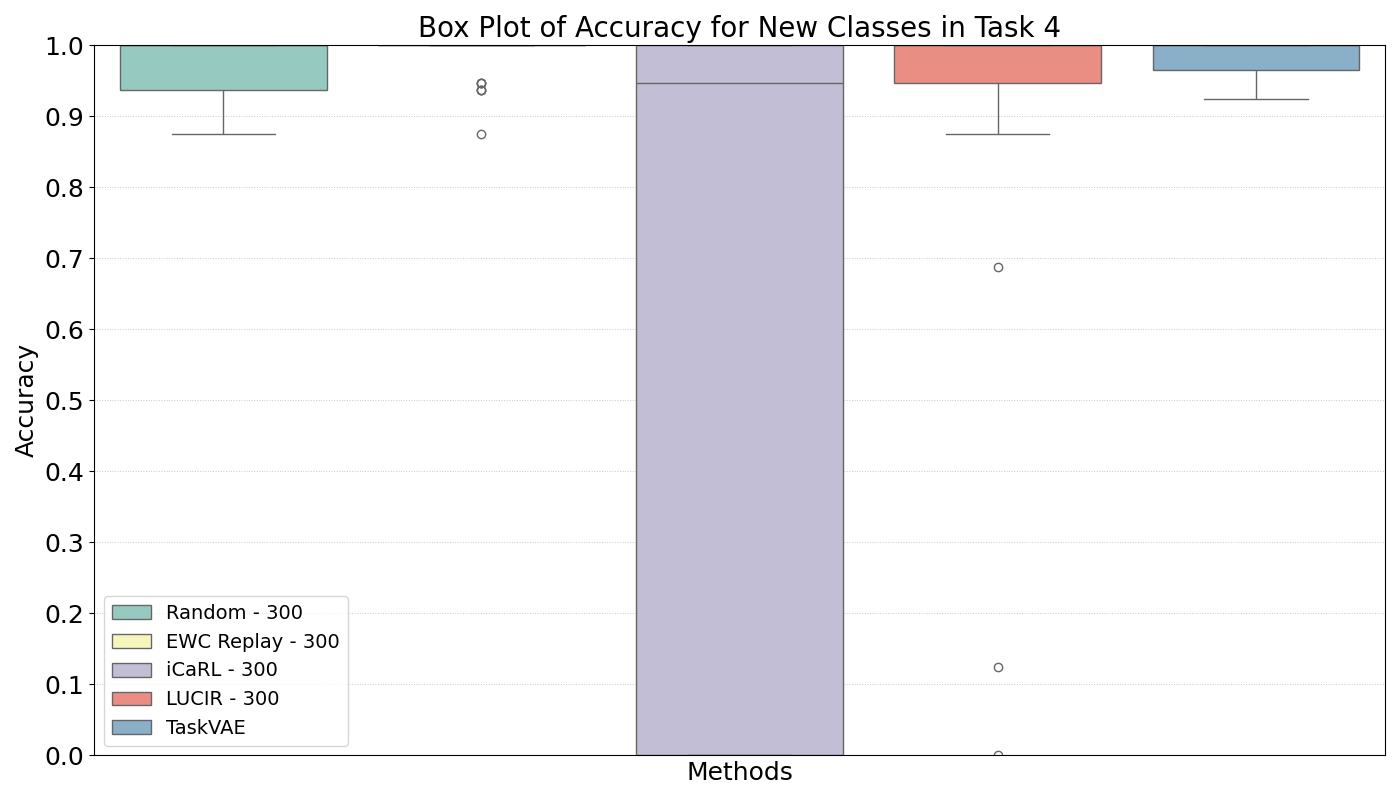 Box Plot of Accuracy for New Classes in Task 4
1.0
0.9
0.8
0.7
0.6
0.5
0.4
0.3
0.2
0.1
0.0
Accuracy
Random - 300
EWC Replay - 300
iCaRL - 300
LUCIR - 300
TaskVAE
Methods